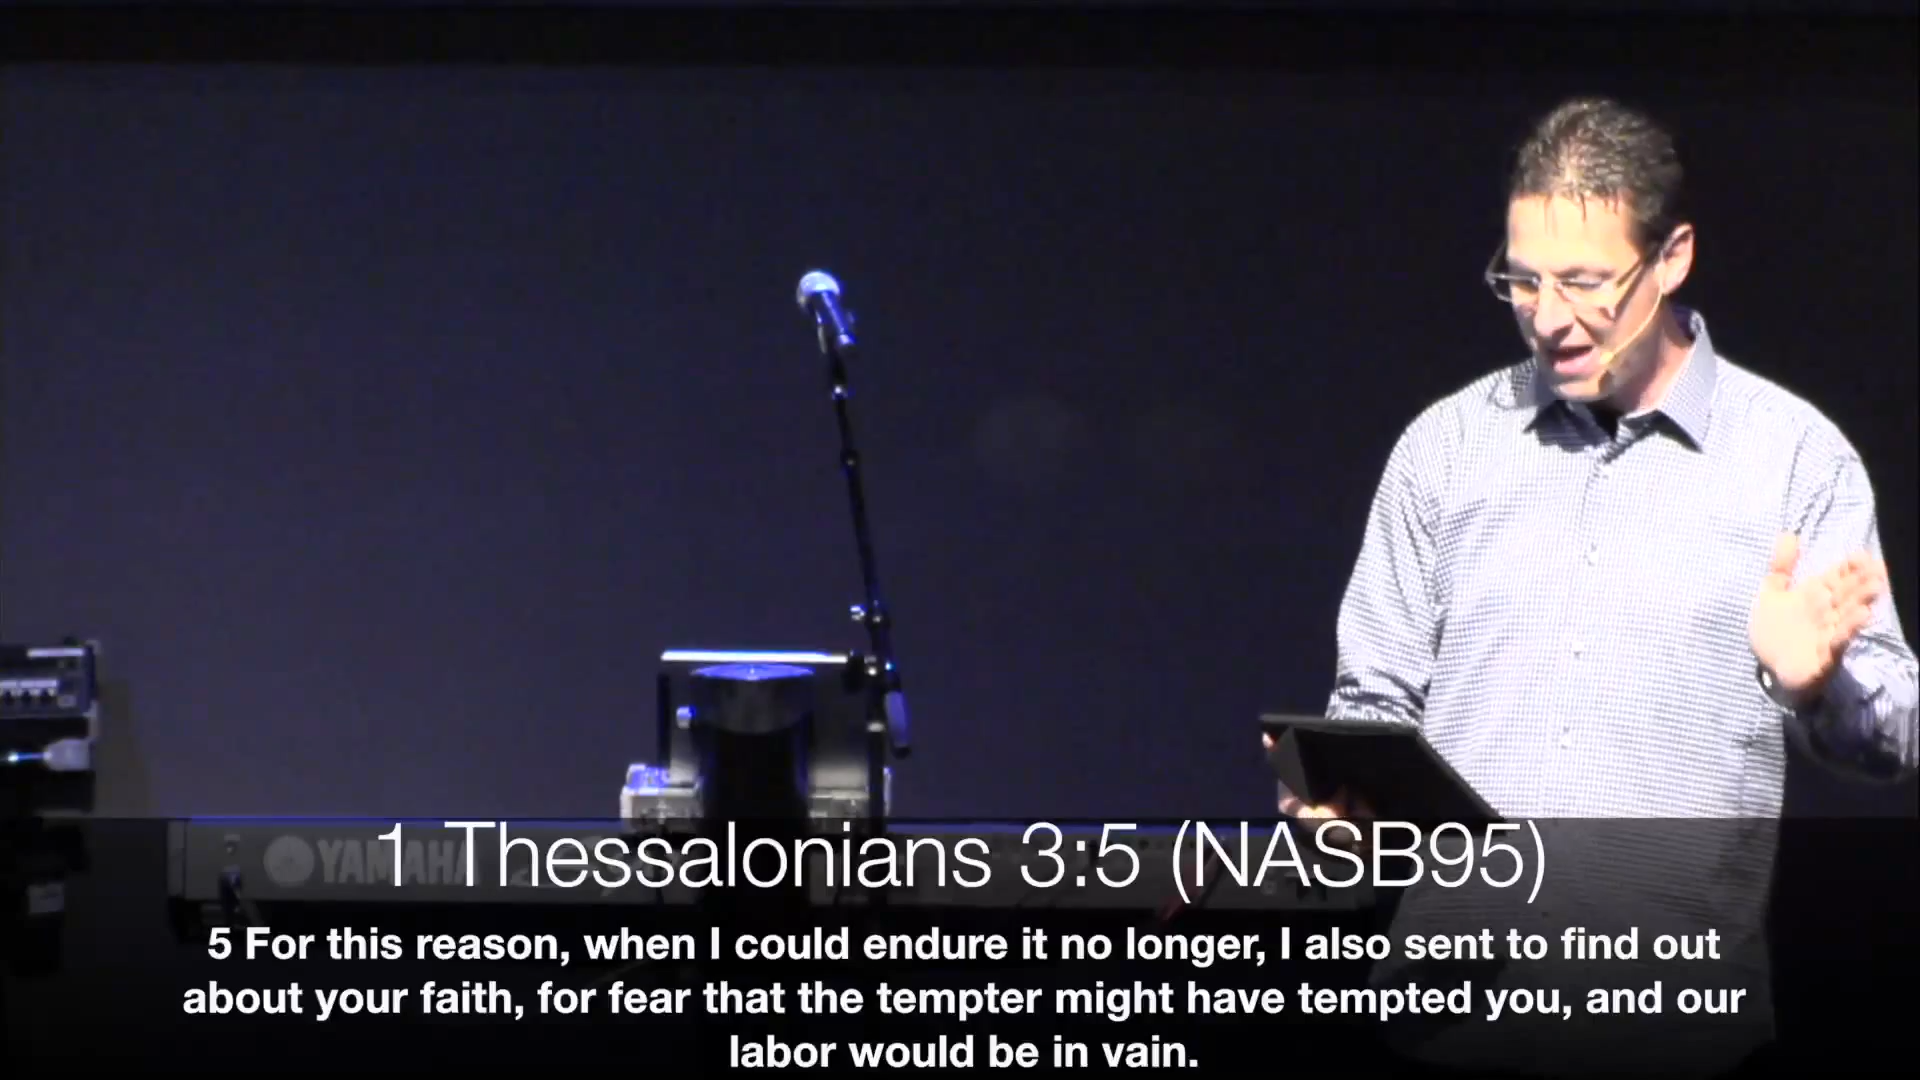 YAMAHA
1 Thessalonians 3:5 (NASB95)
5 For this reason, when I could endure it no longer, I also sent to find out
about your faith, for fear that the tempter might have tempted you, and our
labor would be in vain.